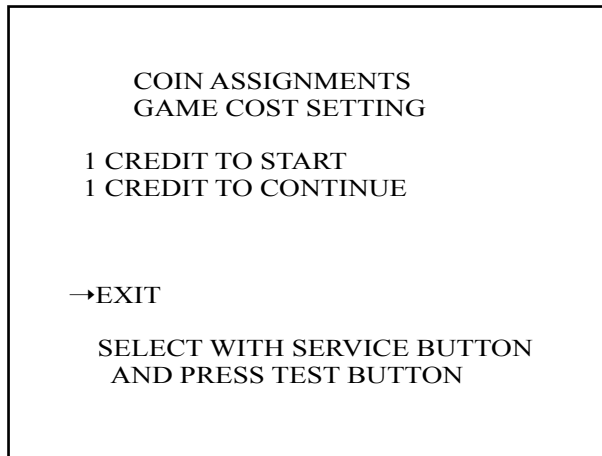 COIN ASSIGNMENTS
GAME COST SETTING
1 CREDIT TO START
1 CREDIT TO CONTINUE
→EXIT
SELECT WITH SERVICE BUTTON
AND PRESS TEST BUTTON